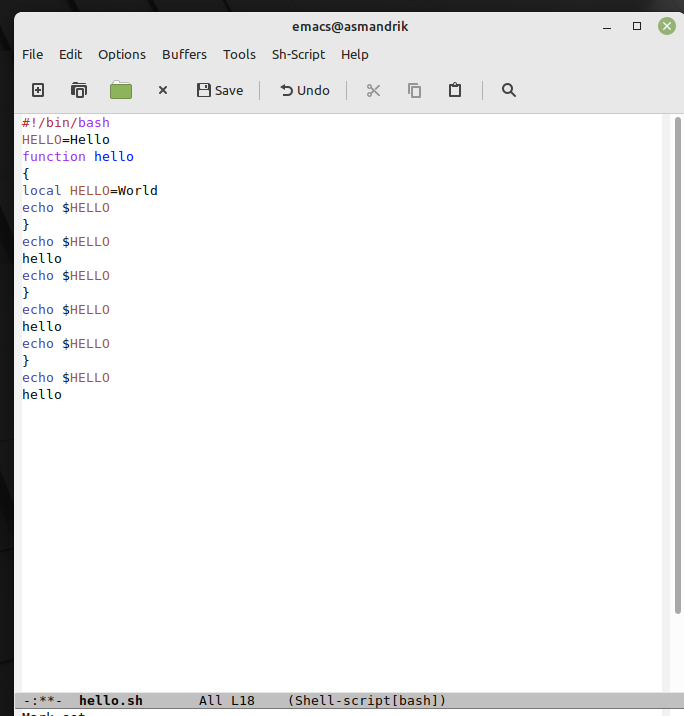 emacs@asmandrik
File Edit Options Buffers Tools Sh-Script Help
Save Undo
#!/bin/bash
HELLO=Hello
function hello
{
local HELLO=World
echo $HELLO
}
echo $HELLO
hello
echo $HELLO
}
echo $HELLO
hello
echo $HELLO
}
echo $HELLO
hello
-:**- hello.sh All L18 (Shell-script[bash])
Mark set